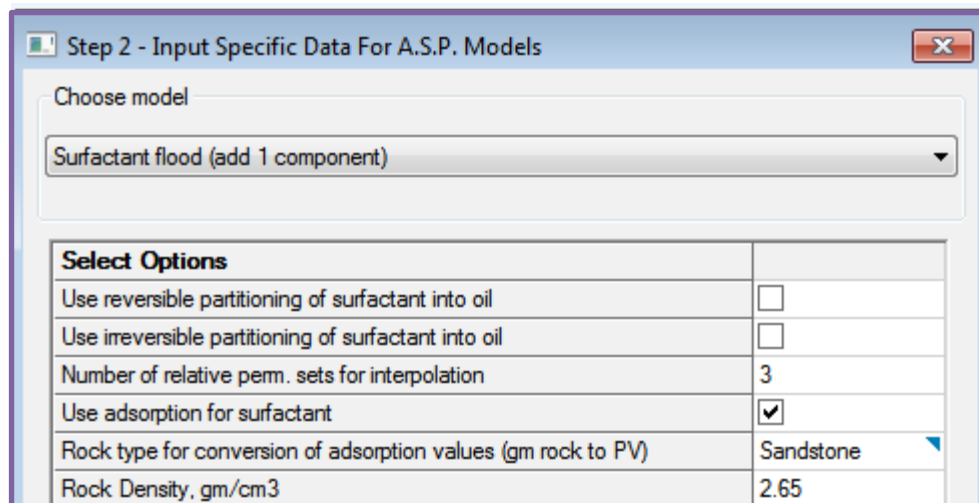 Step 2 - Input Specific Data For A.S.P. Models
Choose model
Surfactant flood (add 1 component)
Select Options
Use reversible partitioning of surfactant into oil
Use irreversible partitioning of surfactant into oil
Number of relative perm. sets for interpolation 3
Use adsorption for surfactant
Rock type for conversion of adsorption values (gm rock to PV) Sandstone
Rock Density, gm/cm3 2.65